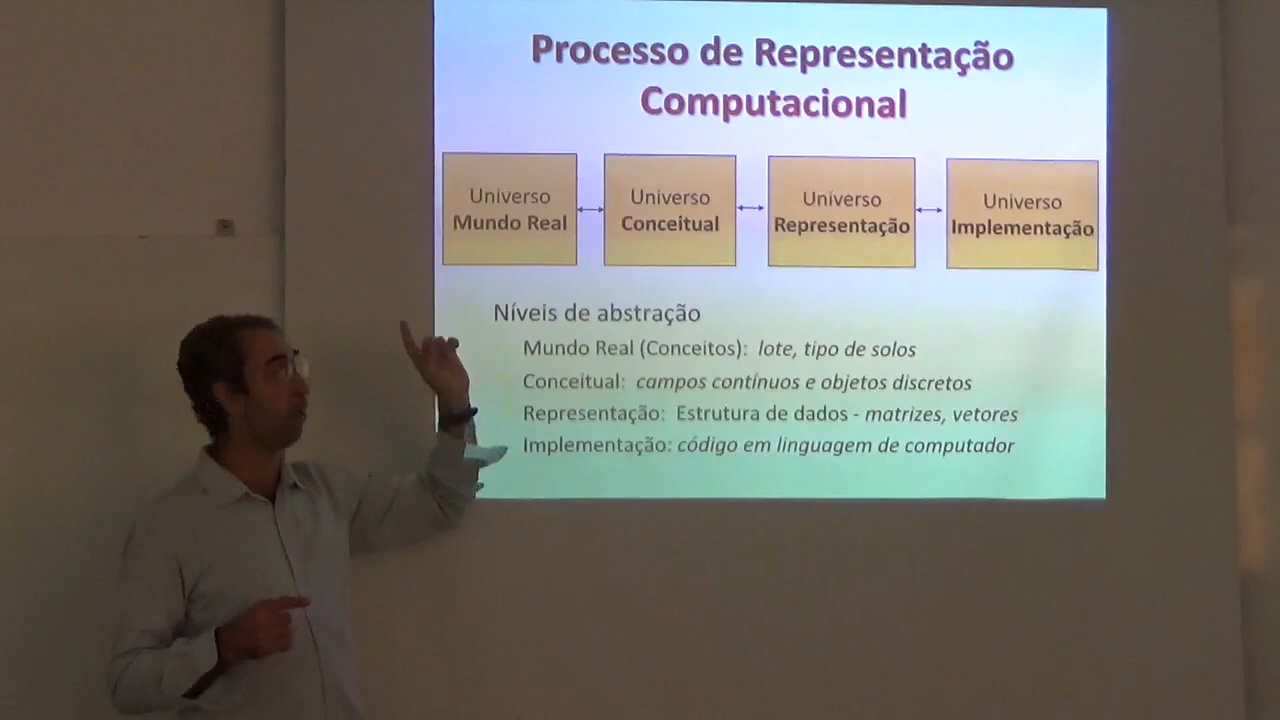 Processo de Representação
Computacional
Universo
Mundo Real
Universo
Conceitual
Universo
Representação
Universo
Implementação
Níveis de abstração
Mundo Real (Conceitos): lote, tipo de solos
Conceitual: campos contínuos e objetos discretos
Representação: Estrutura de dados - matrizes, vetores
Implementação: código em linguagem de computador